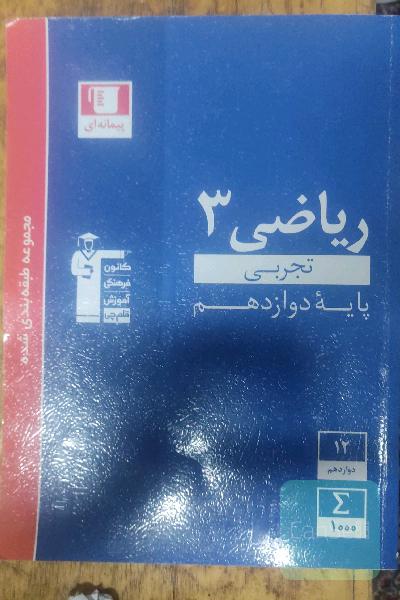 پیمانه‌ای
ریاضی ۳
تجربی
پایهٔ دوازدهم
کانون
فرهنگی
آموزش
قلم‌چی
مجموعه طبقه‌بندی شده
۱۲
دوازدهم
Σ
۱۰۰۰